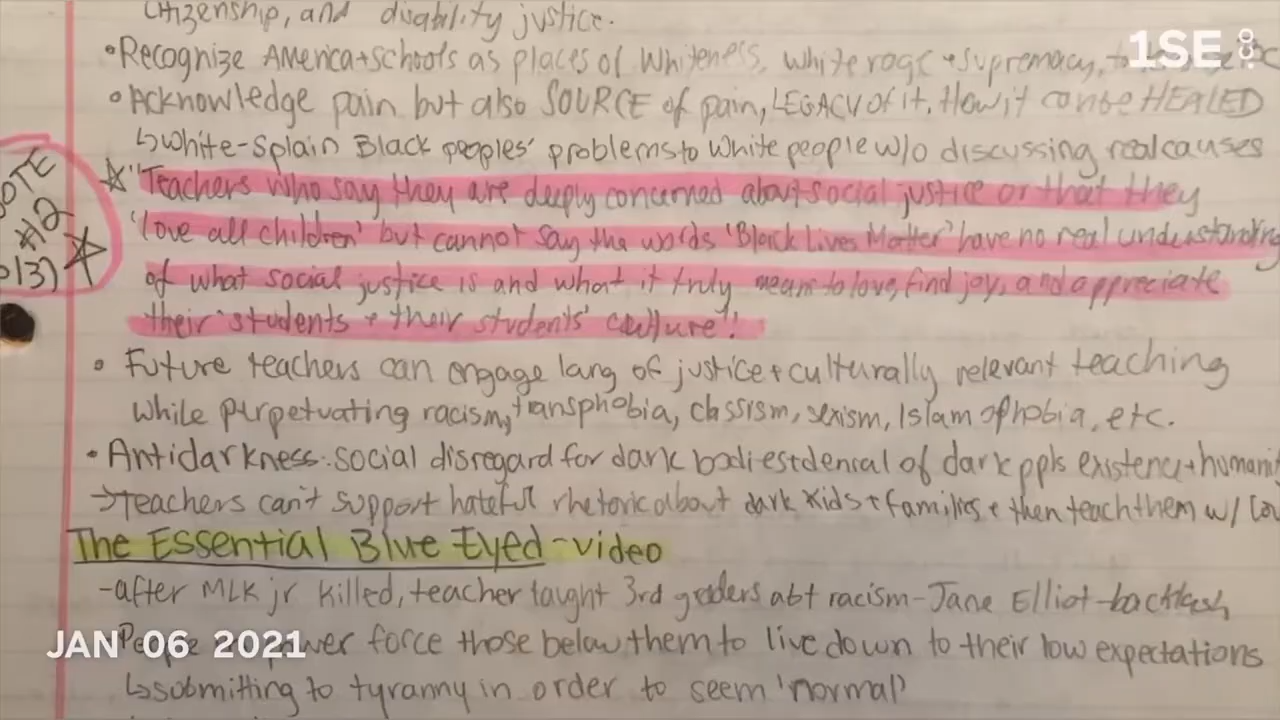 citizenship, and disability justice.
•Recognize America+schools as places of Whiteness, white rage + supremacy,
1SE.CO
•Acknowledge pain but also SOURCE of pain, LEGACY of it, How it can be HEALED
↳White-Splain Black peoples' problems to White people w/o discussing real causes
☆"Teachers who say they are deeply concerned about social justice or that they
'love all children' but cannot say the words 'Black Lives Matter' have no real understanding
of what social justice is and what it truly means to love, find joy, and appreciate
their students + their students' culture"!
OTE
#12
p13)
• Future teachers can engage lang of justice + culturally relevant teaching
while perpetuating racism, transphobia, classism, sexism, Islamophobia, etc.
• Antidarkness: social disregard for dark bodies+denial of dark ppls existence+humanit
→Teachers can't support hateful rhetoric about dark kids + families + then teach them w/ Lov
The Essential Blue Eyed-video
-after MLK jr killed, teacher taught 3rd graders abt racism-Jane Elliot-backlash
People power force those below them to live down to their low expectations
JAN 06 2021
↳submitting to tyranny in order to seem 'normal'